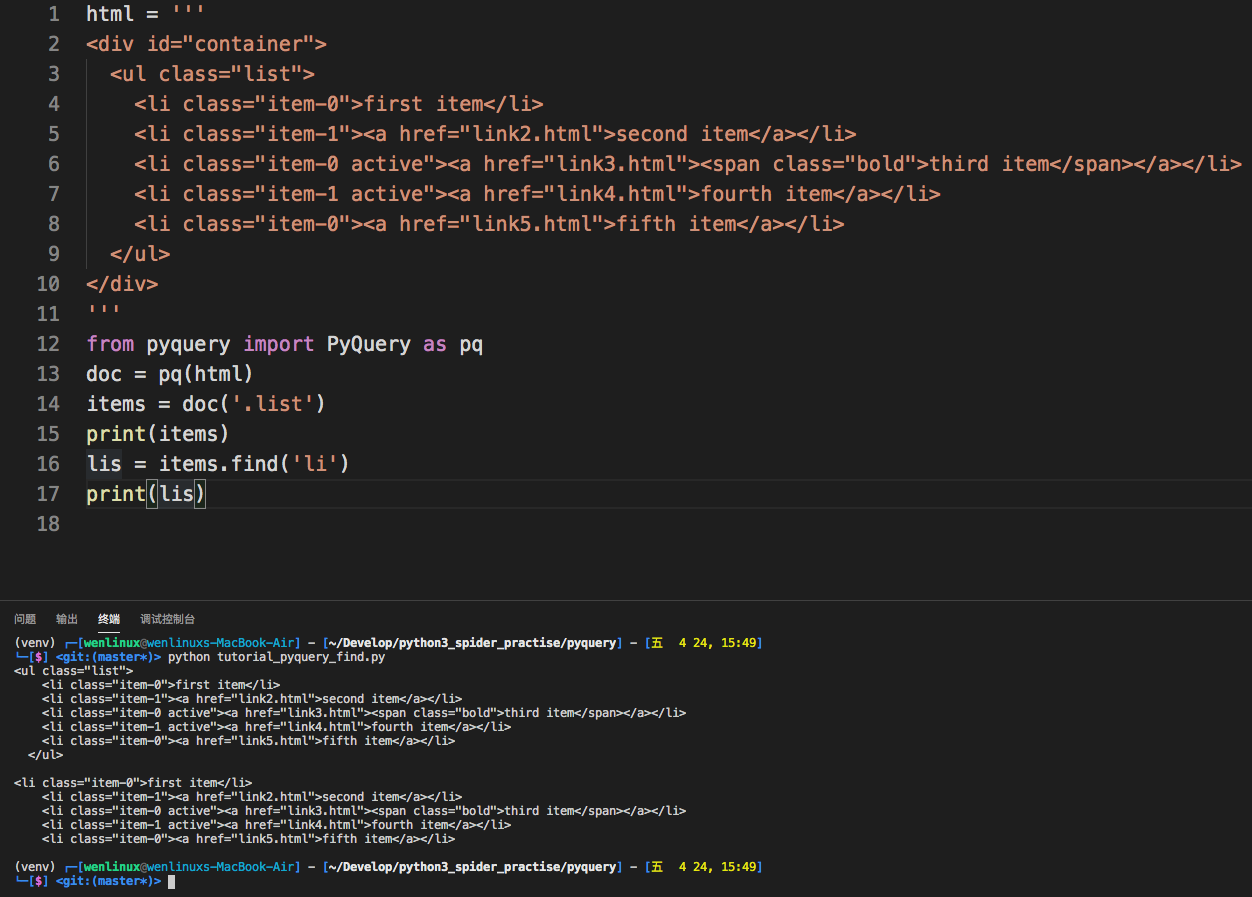 1 html = '''
2 <div id="container">
3   <ul class="list">
4     <li class="item-0">first item</li>
5     <li class="item-1"><a href="link2.html">second item</a></li>
6     <li class="item-0 active"><a href="link3.html"><span class="bold">third item</span></a></li>
7     <li class="item-1 active"><a href="link4.html">fourth item</a></li>
8     <li class="item-0"><a href="link5.html">fifth item</a></li>
9   </ul>
10 </div>
11 '''
12 from pyquery import PyQuery as pq
13 doc = pq(html)
14 items = doc('.list')
15 print(items)
16 lis = items.find('li')
17 print(lis)
18
问题 输出 终端 调试控制台
(venv) ┌─[wenlinux@wenlinuxs-MacBook-Air] - [~/Develop/python3_spider_practise/pyquery] - [五  4 24, 15:49]
└─[$] <git:(master*)> python tutorial_pyquery_find.py
<ul class="list">
    <li class="item-0">first item</li>
    <li class="item-1"><a href="link2.html">second item</a></li>
    <li class="item-0 active"><a href="link3.html"><span class="bold">third item</span></a></li>
    <li class="item-1 active"><a href="link4.html">fourth item</a></li>
    <li class="item-0"><a href="link5.html">fifth item</a></li>
  </ul>
<li class="item-0">first item</li>
    <li class="item-1"><a href="link2.html">second item</a></li>
    <li class="item-0 active"><a href="link3.html"><span class="bold">third item</span></a></li>
    <li class="item-1 active"><a href="link4.html">fourth item</a></li>
    <li class="item-0"><a href="link5.html">fifth item</a></li>
(venv) ┌─[wenlinux@wenlinuxs-MacBook-Air] - [~/Develop/python3_spider_practise/pyquery] - [五  4 24, 15:49]
└─[$] <git:(master*)>